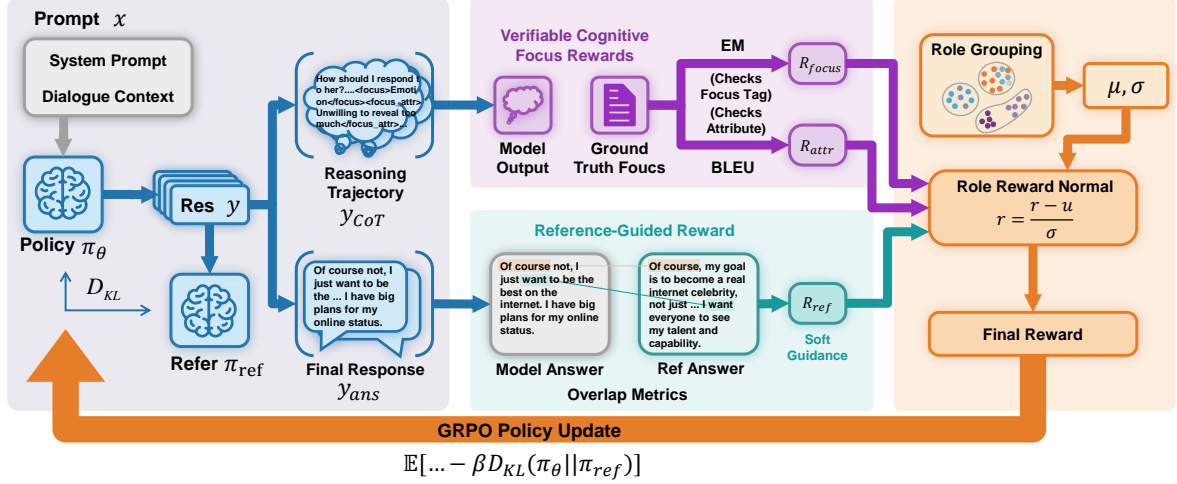 Prompt x
System Prompt
Dialogue Context
Policy π_θ
D_KL
Res y
Refer π_ref
How should I respond t
o her?....<focus>Emoti
on</focus><focus_attr>
Unwilling to reveal too
much</focus_attr>...
Reasoning
Trajectory
y_CoT
Of course not, I
just want to be
the ... I have big
plans for my
online status.
Final Response
y_ans
Verifiable Cognitive
Focus Rewards
Model
Output
Ground
Truth Foucs
EM
(Checks
Focus Tag)
(Checks
Attribute)
BLEU
R_focus
R_attr
Reference-Guided Reward
Of course not, I
just want to be the
best on the
internet. I have big
plans for my online
status.
Model Answer
Of course, my goal
is to become a real
internet celebrity,
not just ... I want
everyone to see
my talent and
capability.
Ref Answer
Overlap Metrics
R_ref
Soft
Guidance
Role Grouping
μ, σ
Role Reward Normal
r = (r − u) / σ
Final Reward
GRPO Policy Update
𝔼[… − βD_KL(π_θ||π_ref)]